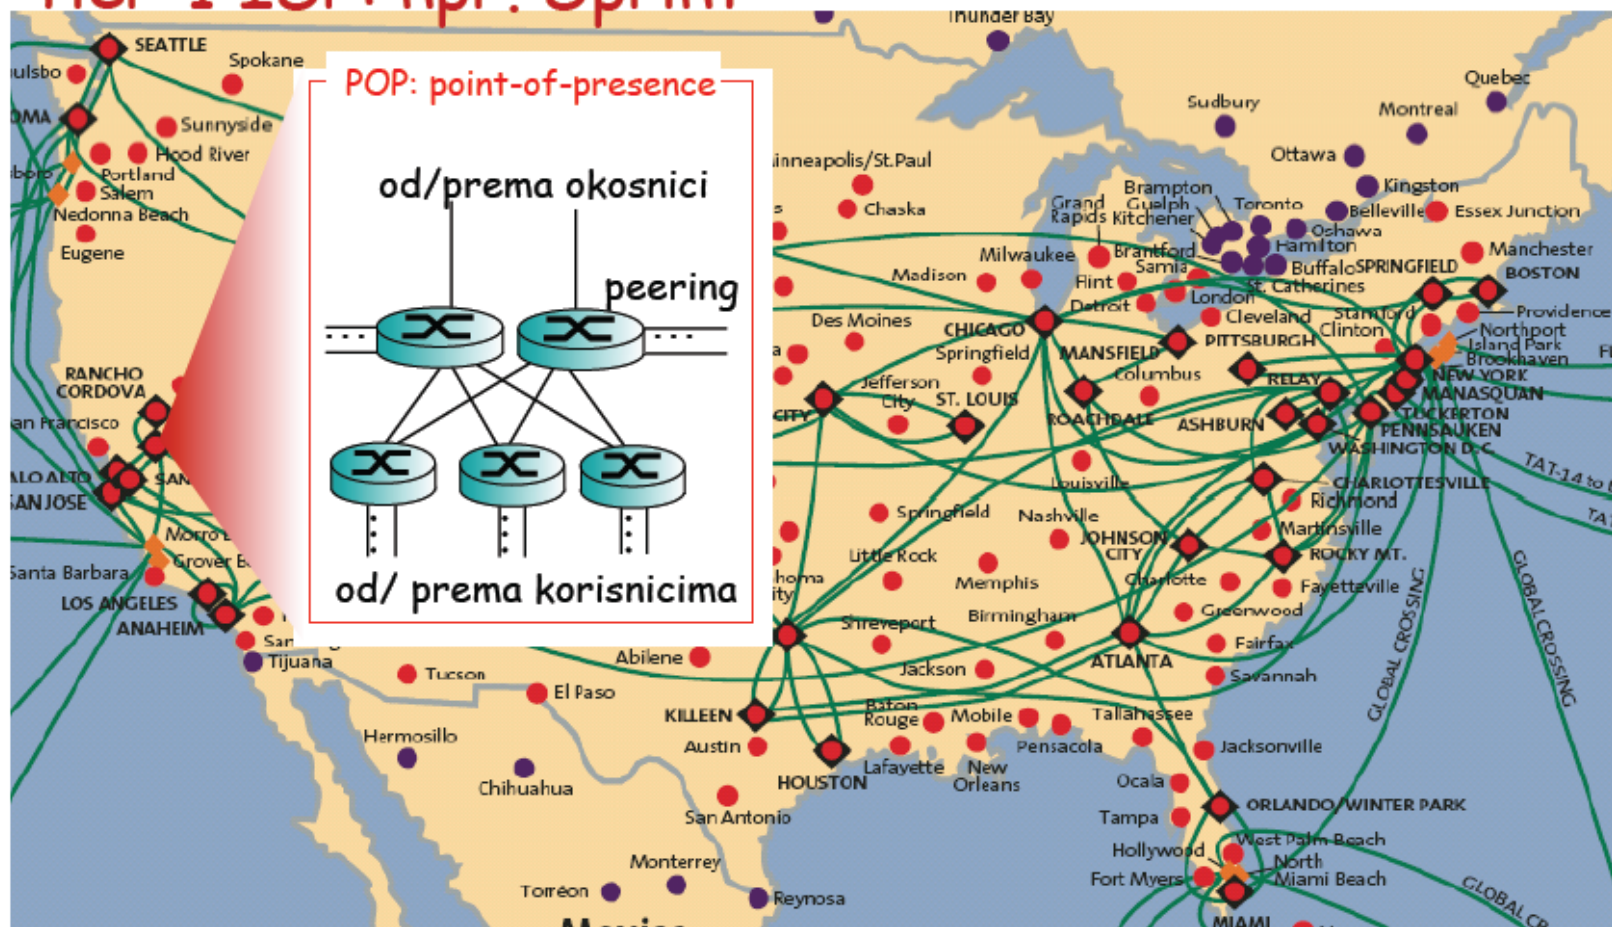 SEATTLE
Spokane
Sunnyside
Hood River
Portland
Salem
Nedonna Beach
Eugene
RANCHO
CORDOVA
an Francisco
ALO ALTO
SAN
SAN JOSE
Morro
Grover
Santa Barbara
LOS ANGELES
ANAHEIM
Tijuana
POP: point-of-presence
od/prema okosnici
peering
od/ prema korisnicima
Thunder Bay
Quebec
Sudbury
Montreal
Ottawa
Kingston
inneapolis/St.Paul
Chaska
Brampton
Grand
Rapids
Guelph
Kitchener
Toronto
Belleville
Essex Junction
Oshawa
Hamilton
Milwaukee
Brantford
Buffalo
SPRINGFIELD
Manchester
BOSTON
Madison
Sarnia
Flint
St. Catherines
London
Detroit
Cleveland
Stamford
Providence
Clinton
Northport
Island Park
Brookhaven
Des Moines
CHICAGO
Springfield
MANSFIELD
PITTSBURGH
Columbus
RELAY
NEW YORK
MANASQUAN
TUCKERTON
PENNSAUKEN
WASHINGTON D.C.
Jefferson
City
CITY
ST. LOUIS
ROACHDALE
ASHBURN
TAT-14 to
Louisville
CHARLOTTESVILLE
Richmond
Springfield
Nashville
JOHNSON
CITY
Martinsville
ROCKY MT.
Little Rock
Memphis
Charlotte
Fayetteville
Greenwood
Birmingham
Shreveport
Fairfax
Abilene
Jackson
ATLANTA
Savannah
Tucson
El Paso
KILLEEN
Baton
Rouge
Mobile
Tallahassee
Austin
Pensacola
Jacksonville
Hermosillo
Chihuahua
HOUSTON
Lafayette
New
Orleans
Ocala
San Antonio
Tampa
ORLANDO/WINTER PARK
West Palm Beach
Hollywood
North
Miami Beach
Fort Myers
MIAMI
Monterrey
Torréon
Reynosa
GLOBAL CROSSING
GLOBAL CROSSING